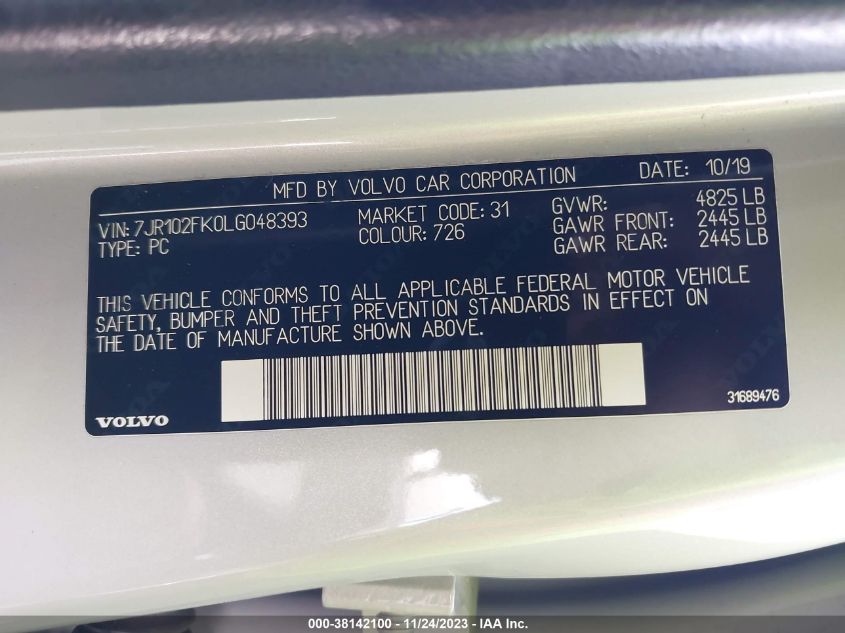 MFD BY VOLVO CAR CORPORATION DATE: 10/19
VIN: 7JR102FK0LG048393 MARKET CODE: 31 GVWR: 4825 LB
TYPE: PC COLOUR: 726 GAWR FRONT: 2445 LB
GAWR REAR: 2445 LB
THIS VEHICLE CONFORMS TO ALL APPLICABLE FEDERAL MOTOR VEHICLE
SAFETY, BUMPER AND THEFT PREVENTION STANDARDS IN EFFECT ON
THE DATE OF MANUFACTURE SHOWN ABOVE.
VOLVO 31689476
000-38142100 - 11/24/2023 - IAA Inc.